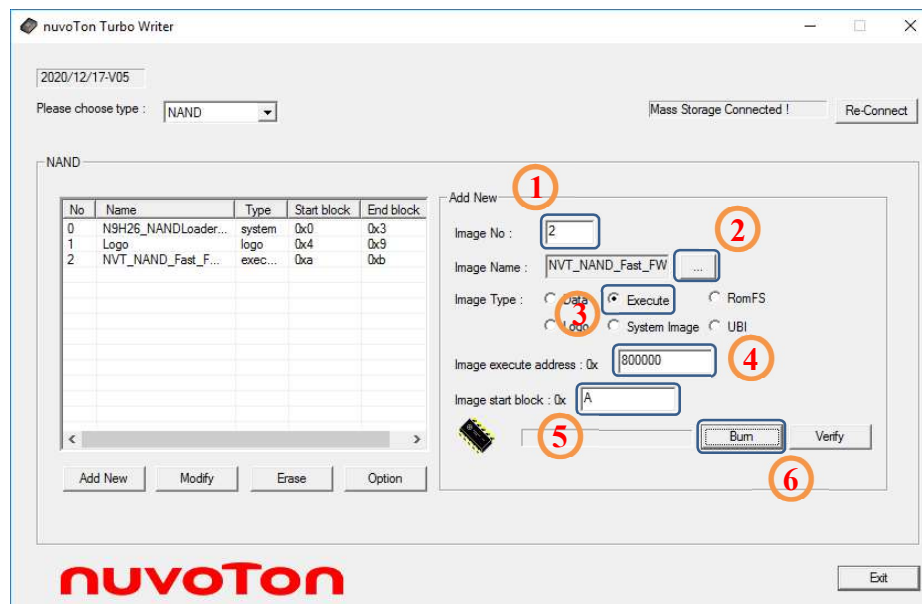 nuvoTon Turbo Writer
2020/12/17-V05
Please choose type : NAND
Mass Storage Connected ! Re-Connect
NAND
No Name Type Start block End block
0 N9H26_NANDLoader... system 0x0 0x3
1 Logo logo 0x4 0x9
2 NVT_NAND_Fast_F... exec... 0xa 0xb
Add New Modify Erase Option
Add New 1
Image No : 2
2
Image Name : NVT_NAND_Fast_FW ...
Image Type : Data Execute RomFS
3
Logo System Image UBI
Image execute address : 0x 800000 4
Image start block : 0x A
5 Burn Verify
6
nuvoTon
Exit